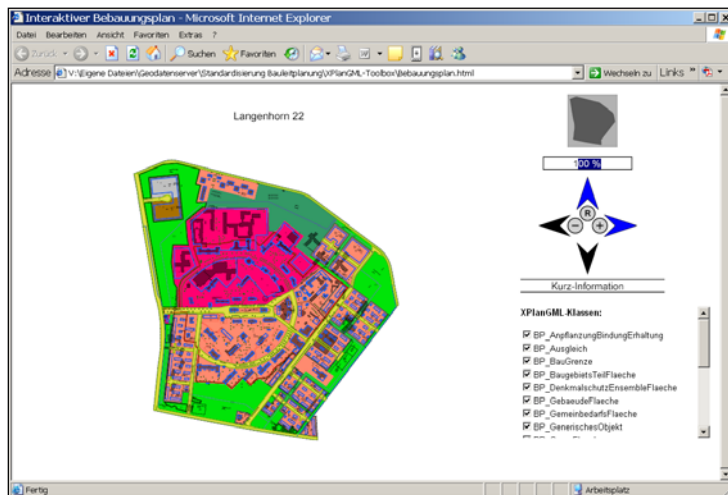 Interaktiver Bebauungsplan - Microsoft Internet Explorer
Datei Bearbeiten Ansicht Favoriten Extras ?
Zurück Suchen Favoriten
Adresse V:\Eigene Dateien\Geodatenserver\Standardisierung Bauleitplanung\XPlanGML-Toolbox\Bebauungsplan.html Wechseln zu Links »
Langenhorn 22
100 %
R
Kurz-Information
XPlanGML-Klassen:
BP_AnpflanzungBindungErhaltung
BP_Ausgleich
BP_BauGrenze
BP_BaugebietsTeilFlaeche
BP_DenkmalschutzEnsembleFlaeche
BP_GebaeudeFlaeche
BP_GemeinbedarfsFlaeche
BP_GenerischesObjekt
Fertig Arbeitsplatz